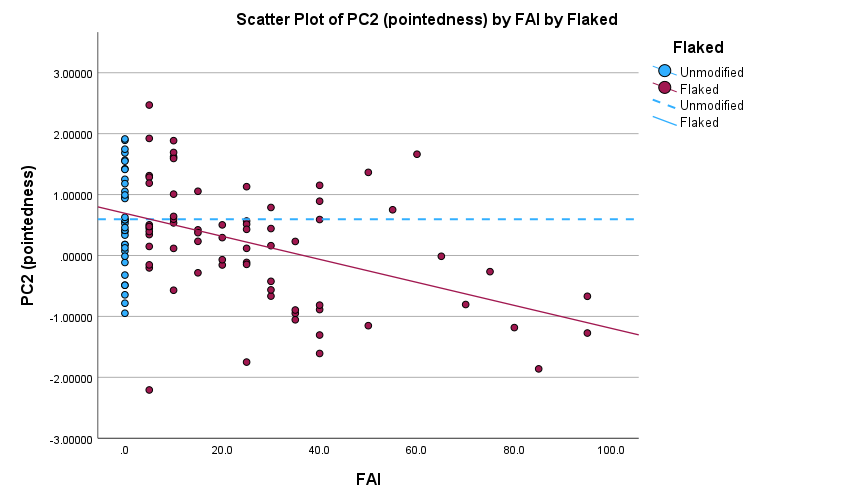 Scatter Plot of PC2 (pointedness) by FAI by Flaked
Flaked
Unmodified
Flaked
Unmodified
Flaked
PC2 (pointedness)
3.00000
2.00000
1.00000
.00000
-1.00000
-2.00000
-3.00000
.0 20.0 40.0 60.0 80.0 100.0
FAI